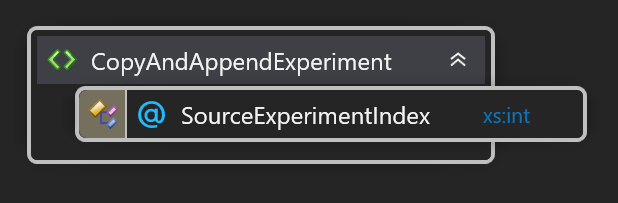 CopyAndAppendExperiment
@ SourceExperimentIndex xs:int